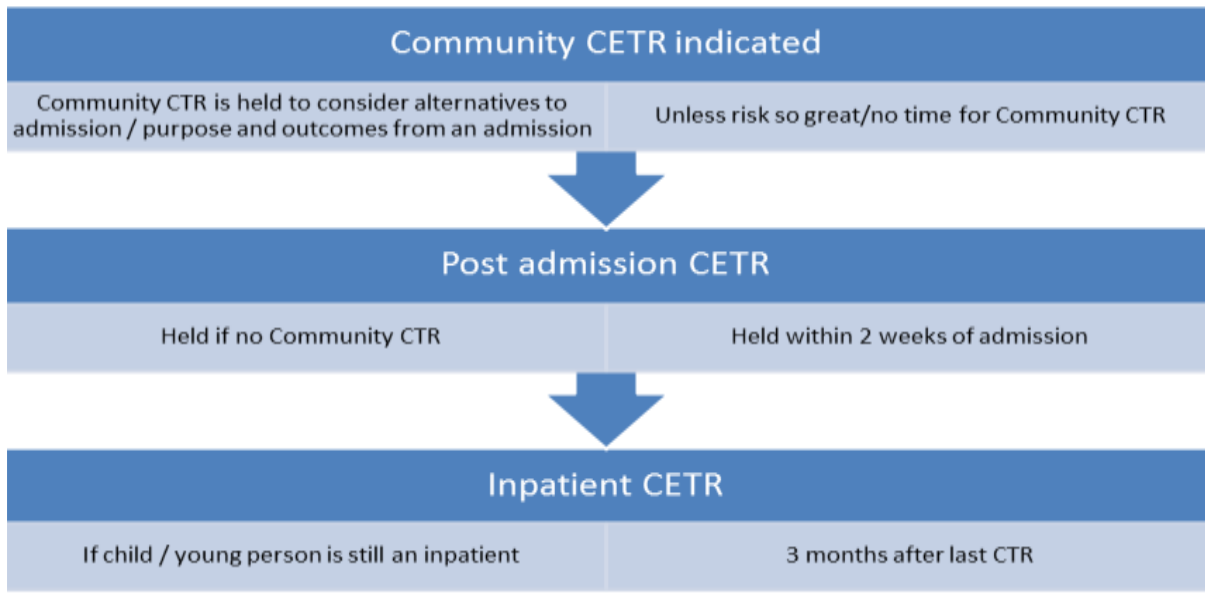 Community CETR indicated
Community CTR is held to consider alternatives to
admission / purpose and outcomes from an admission
Unless risk so great/no time for Community CTR
Post admission CETR
Held if no Community CTR
Held within 2 weeks of admission
Inpatient CETR
If child / young person is still an inpatient
3 months after last CTR